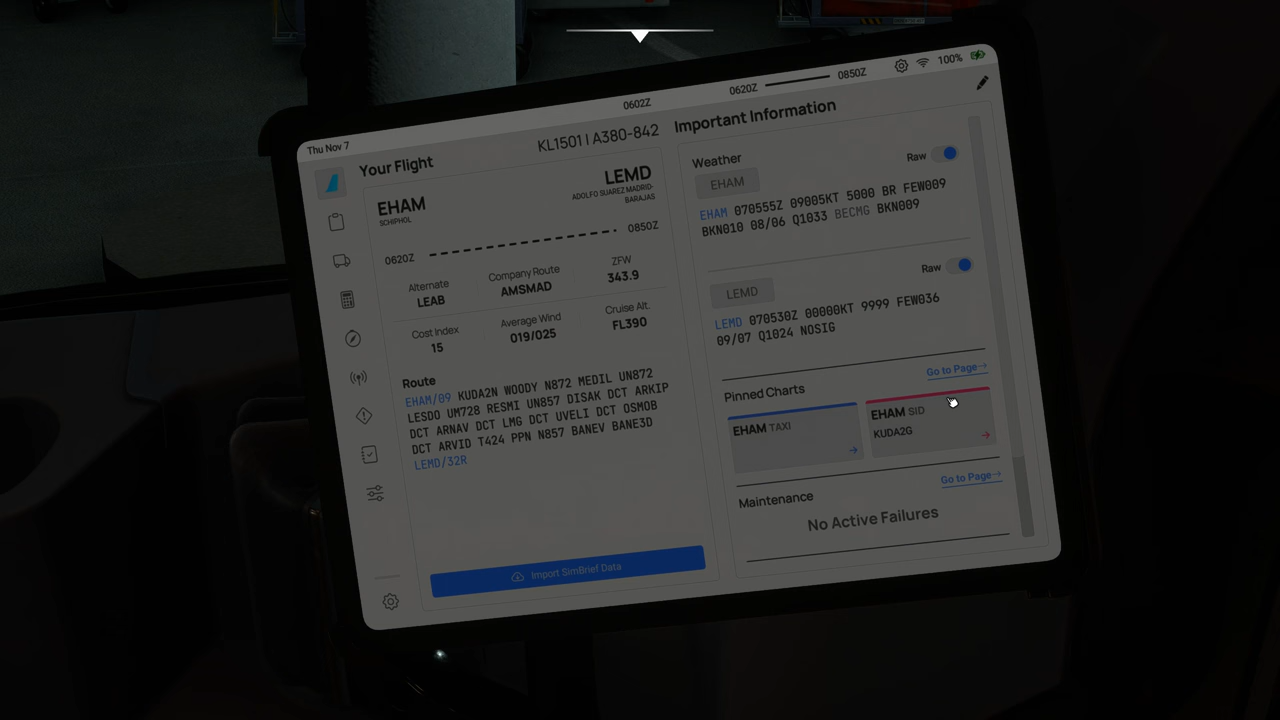 Thu Nov 7
0602Z
0620Z
0850Z
100%
Your Flight
KL1501 | A380-842
EHAM
SCHIPHOL
LEMD
ADOLFO SUAREZ MADRID-
BARAJAS
0620Z
0850Z
Alternate
LEAB
Company Route
AMSMAD
ZFW
343.9
Cost Index
15
Average Wind
019/025
Cruise Alt.
FL390
Route
EHAM/09 KUDA2N WOODY N872 MEDIL UN872
LESDO UM728 RESMI UN857 DISAK DCT ARKIP
DCT ARNAV DCT LMG DCT UVELI DCT OSMOB
DCT ARVID T424 PPN N857 BANEV BANE3D
LEMD/32R
Import SimBrief Data
Important Information
Weather
Raw
EHAM
EHAM 070555Z 09005KT 5000 BR FEW009
BKN010 08/06 Q1033 BECMG BKN009
Raw
LEMD
LEMD 070530Z 00000KT 9999 FEW036
09/07 Q1024 NOSIG
Pinned Charts
Go to Page
EHAM TAXI
EHAM SID
KUDA2G
Maintenance
Go to Page
No Active Failures